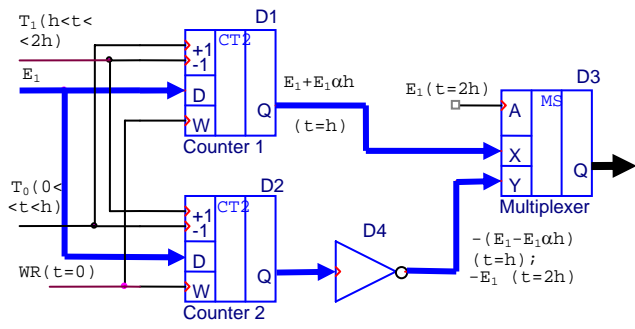 T1(h<t<
<2h)
E1
D1
CT2
+1
-1
D
W
Q
Counter 1
E1+E1αh
(t=h)
E1(t=2h)
D3
MS
A
X
Y
Q
Multiplexer
T0(0<
<t<h)
WR(t=0)
D2
CT2
+1
-1
D
W
Q
Counter 2
D4
-(E1-E1αh)
(t=h);
-E1 (t=2h)